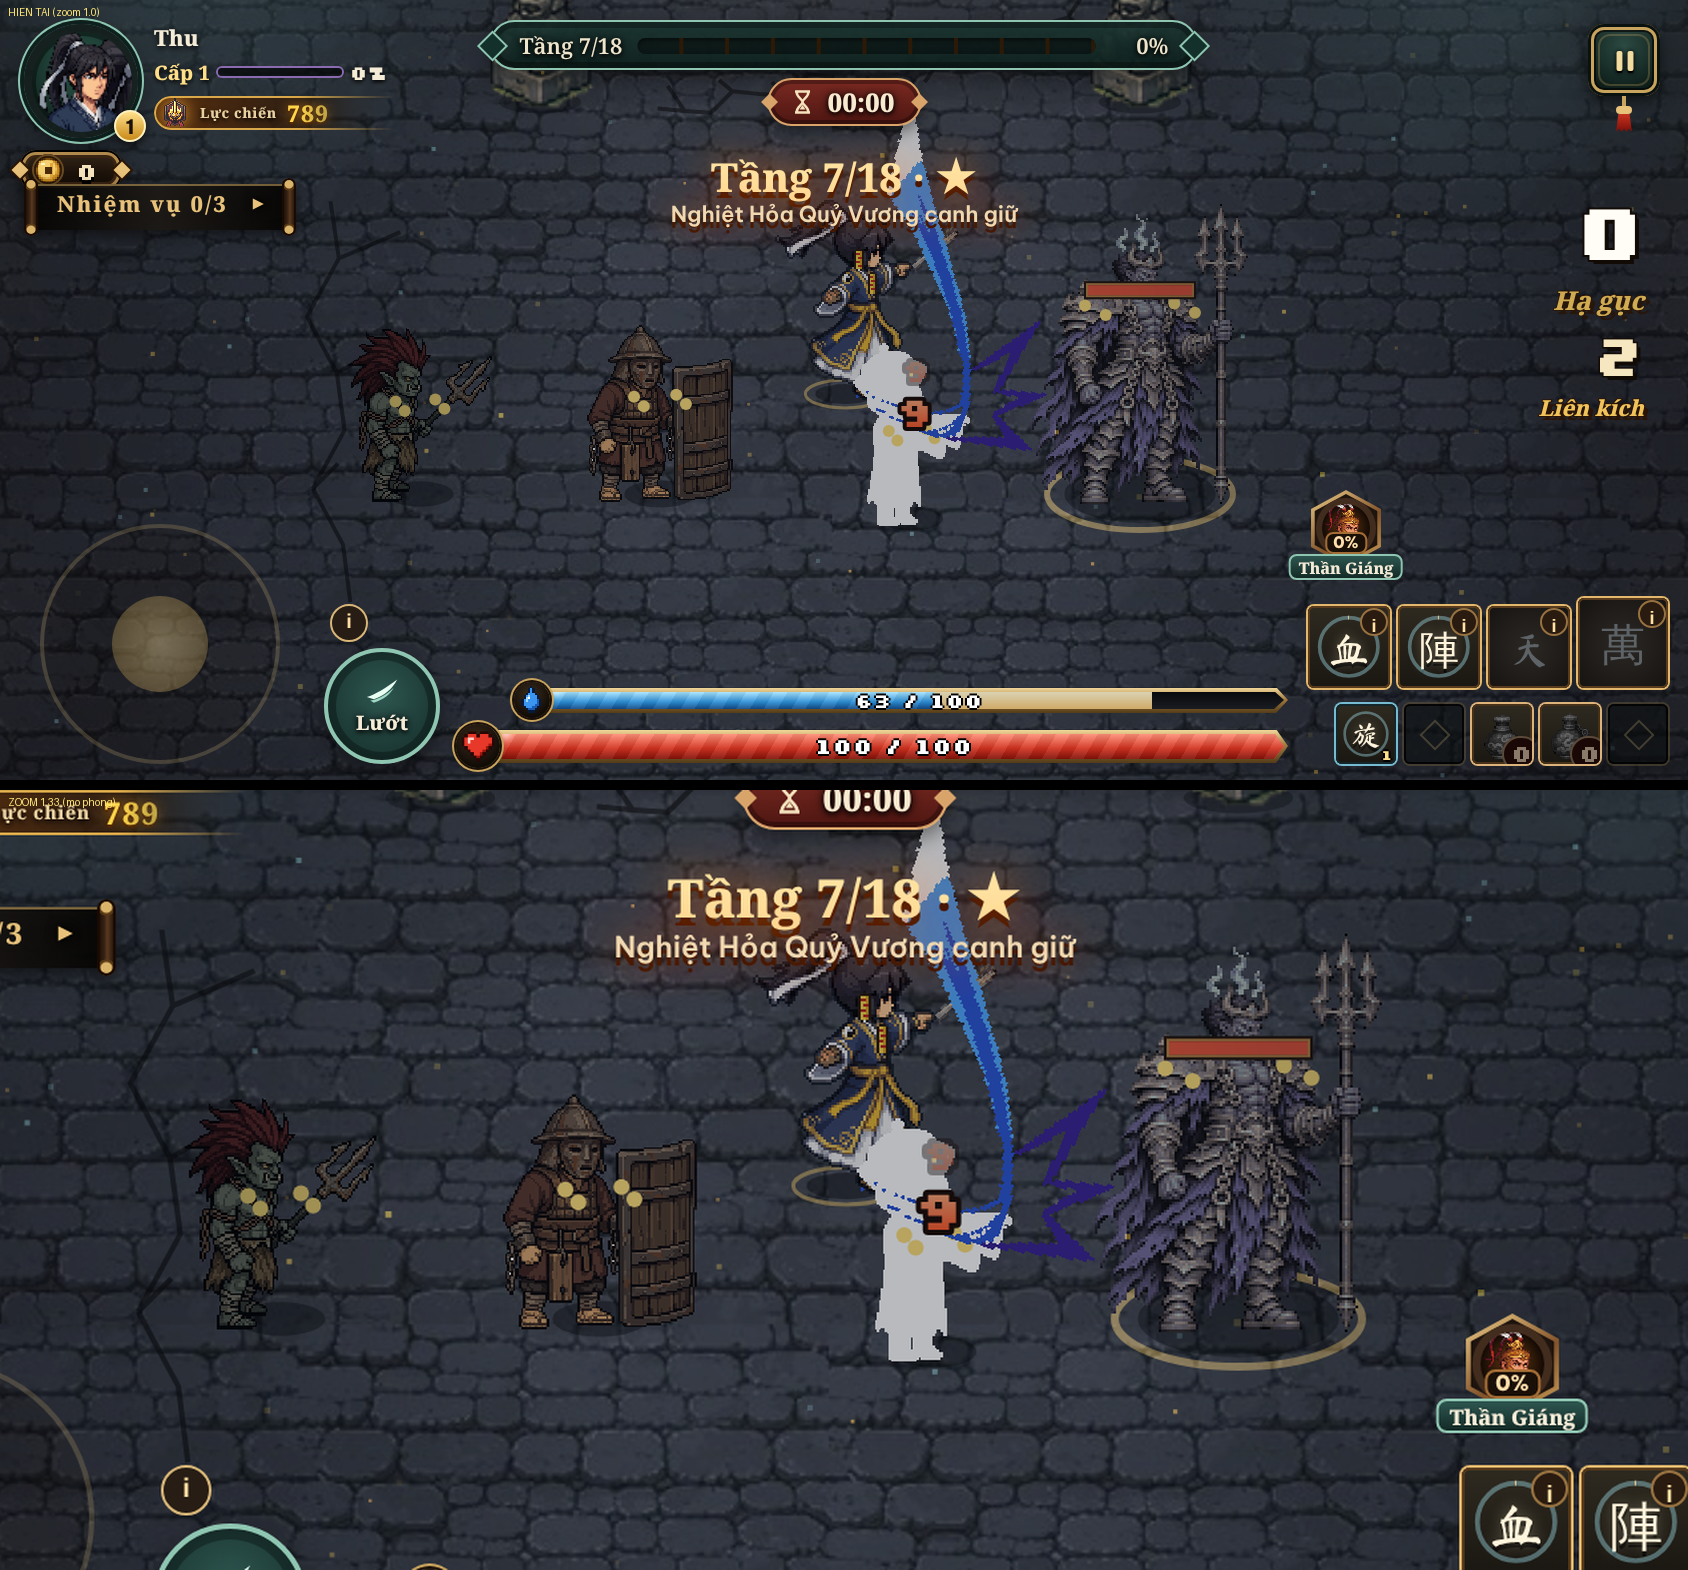 HIEN TAI (zoom 1.0)
Thu
Cấp 1
1
Lực chiến 789
0
Nhiệm vụ 0/3 ▶
Tầng 7/18 0%
00:00
Tầng 7/18 · ★
Nghiệt Hỏa Quỷ Vương canh giữ
0
Hạ gục
2
Liên kích
9
0%
Thần Giáng
i
Lướt
63 / 100
100 / 100
i i i i
血 陣 天 萬
旋 1 0 0
ZOOM 1.33 (mo phong)
ực chiến 789
00:00
/3 ▶
Tầng 7/18 · ★
Nghiệt Hỏa Quỷ Vương canh giữ
9
0%
Thần Giáng
i
i i
血 陣